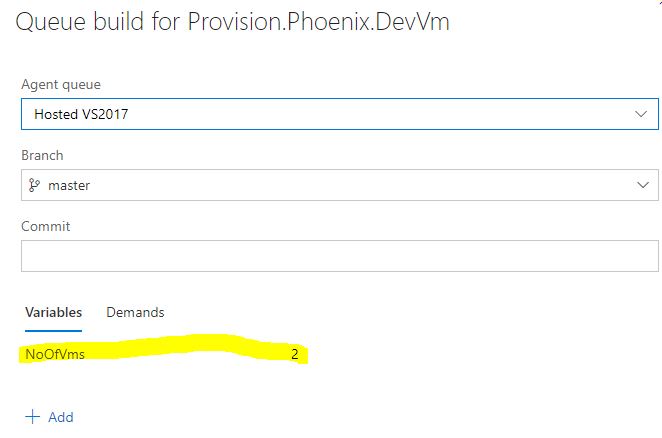 Queue build for Provision.Phoenix.DevVm
Agent queue
Hosted VS2017
Branch
master
Commit
Variables Demands
NoOfVms 2
+ Add